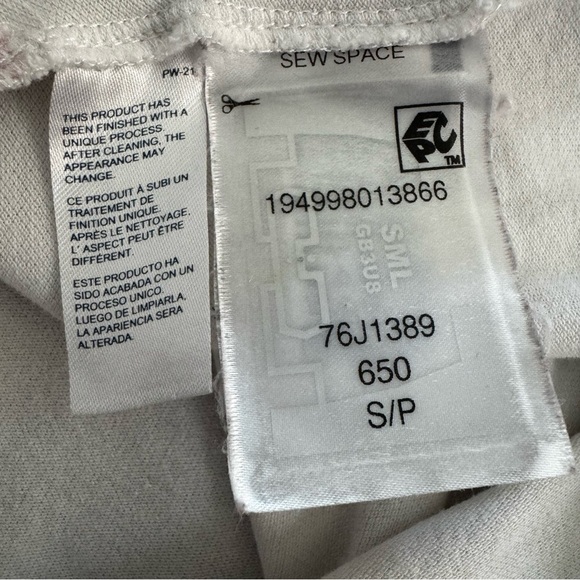 PW-21
THIS PRODUCT HAS
BEEN FINISHED WITH A
UNIQUE PROCESS.
AFTER CLEANING, THE
APPEARANCE MAY
CHANGE.
CE PRODUIT À SUBI UN
TRAITEMENT DE
FINITION UNIQUE.
APRÈS LE NETTOYAGE.
L' ASPECT PEUT ÊTRE
DIFFÉRENT.
ESTE PRODUCTO HA
SIDO ACABADA CON UN
PROCESO UNICO.
LUEGO DE LIMPIARLA,
LA APARIENCIA SERA
ALTERADA.
SEW SPACE
EPC
TM
194998013866
SML
GB3U8
76J1389
650
S/P